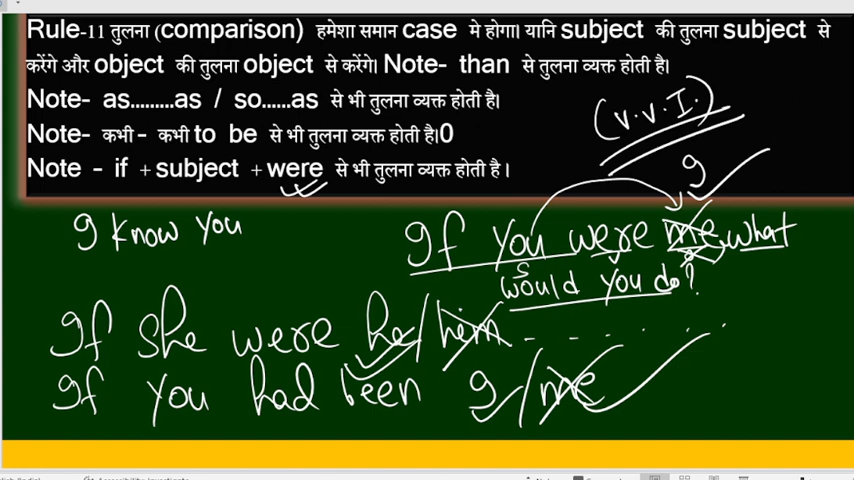 Rule-11 तुलना (comparison) हमेशा समान case मे होगा। यानि subject की तुलना subject से
करेंगे और object की तुलना object से करेंगे। Note- than से तुलना व्यक्त होती है।
Note- as.........as / so......as से भी तुलना व्यक्त होती है।
Note- कभी - कभी to be से भी तुलना व्यक्त होती है।0
(V.V.I.)
Note - if + subject + were से भी तुलना व्यक्त होती है।
I
I know you
If you were me, what
S
would you do?
If she were he/him
If you had been I/me